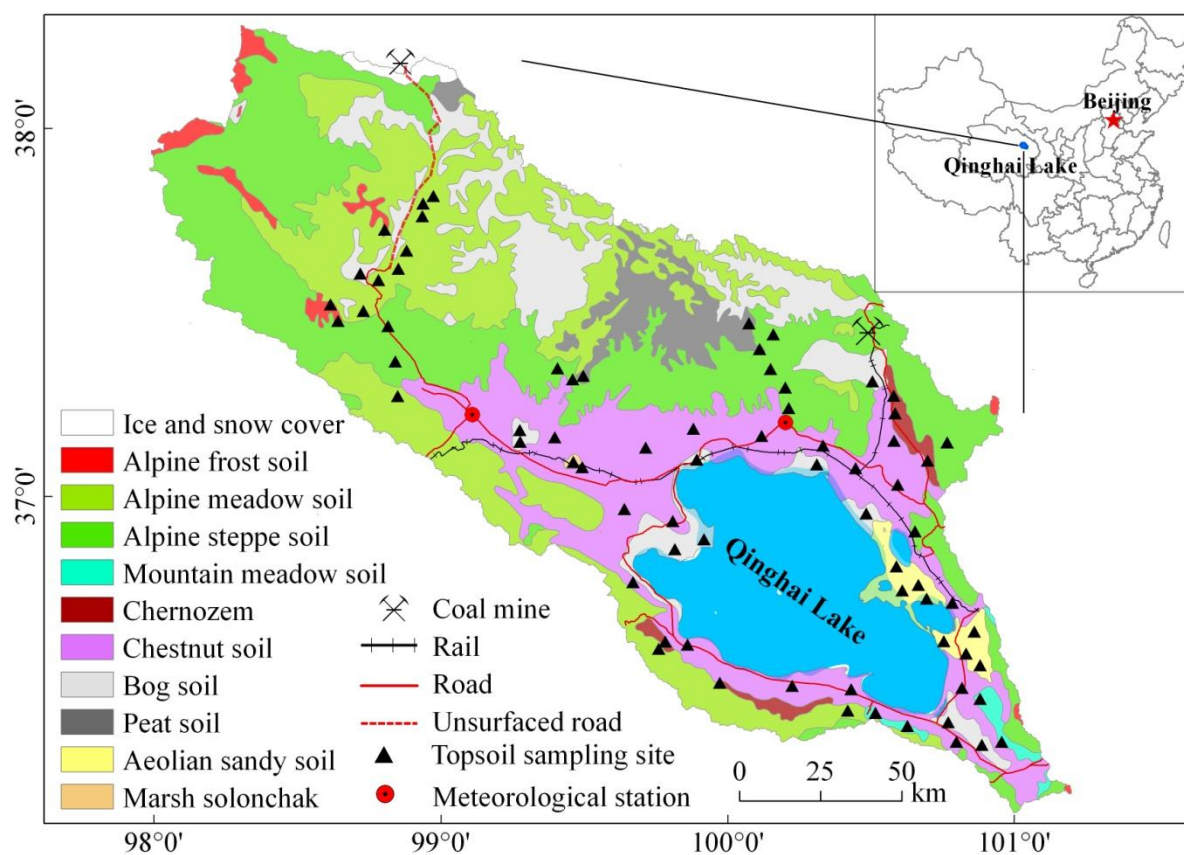 Beijing
Qinghai Lake
38°0'
37°0'
Qinghai Lake
Ice and snow cover
Alpine frost soil
Alpine meadow soil
Alpine steppe soil
Mountain meadow soil
Chernozem
Chestnut soil
Bog soil
Peat soil
Aeolian sandy soil
Marsh solonchak
Coal mine
Rail
Road
Unsurfaced road
Topsoil sampling site
Meteorological station
0 25 50
km
98°0' 99°0' 100°0' 101°0'